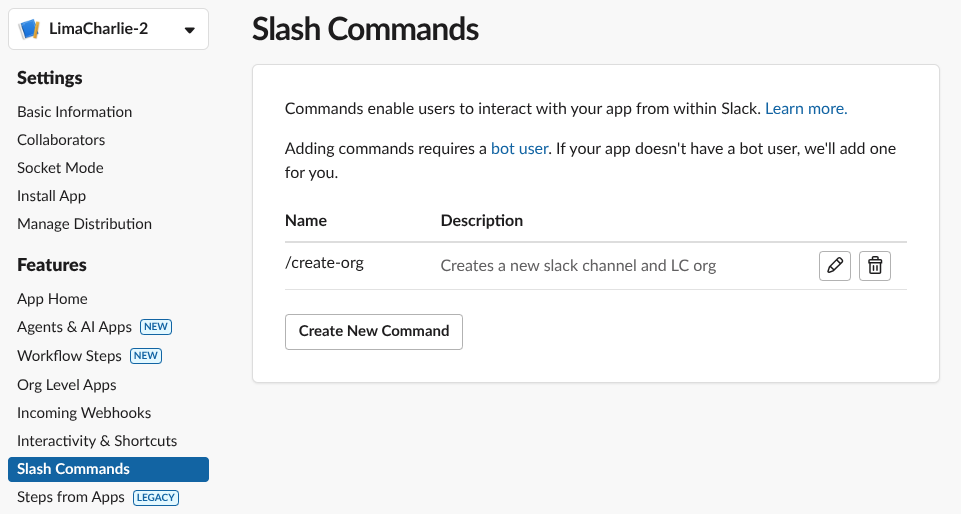 LimaCharlie-2
Settings
Basic Information
Collaborators
Socket Mode
Install App
Manage Distribution
Features
App Home
Agents & AI Apps NEW
Workflow Steps NEW
Org Level Apps
Incoming Webhooks
Interactivity & Shortcuts
Slash Commands
Steps from Apps LEGACY
Slash Commands
Commands enable users to interact with your app from within Slack. Learn more.
Adding commands requires a bot user. If your app doesn't have a bot user, we'll add one
for you.
Name Description
/create-org Creates a new slack channel and LC org
Create New Command